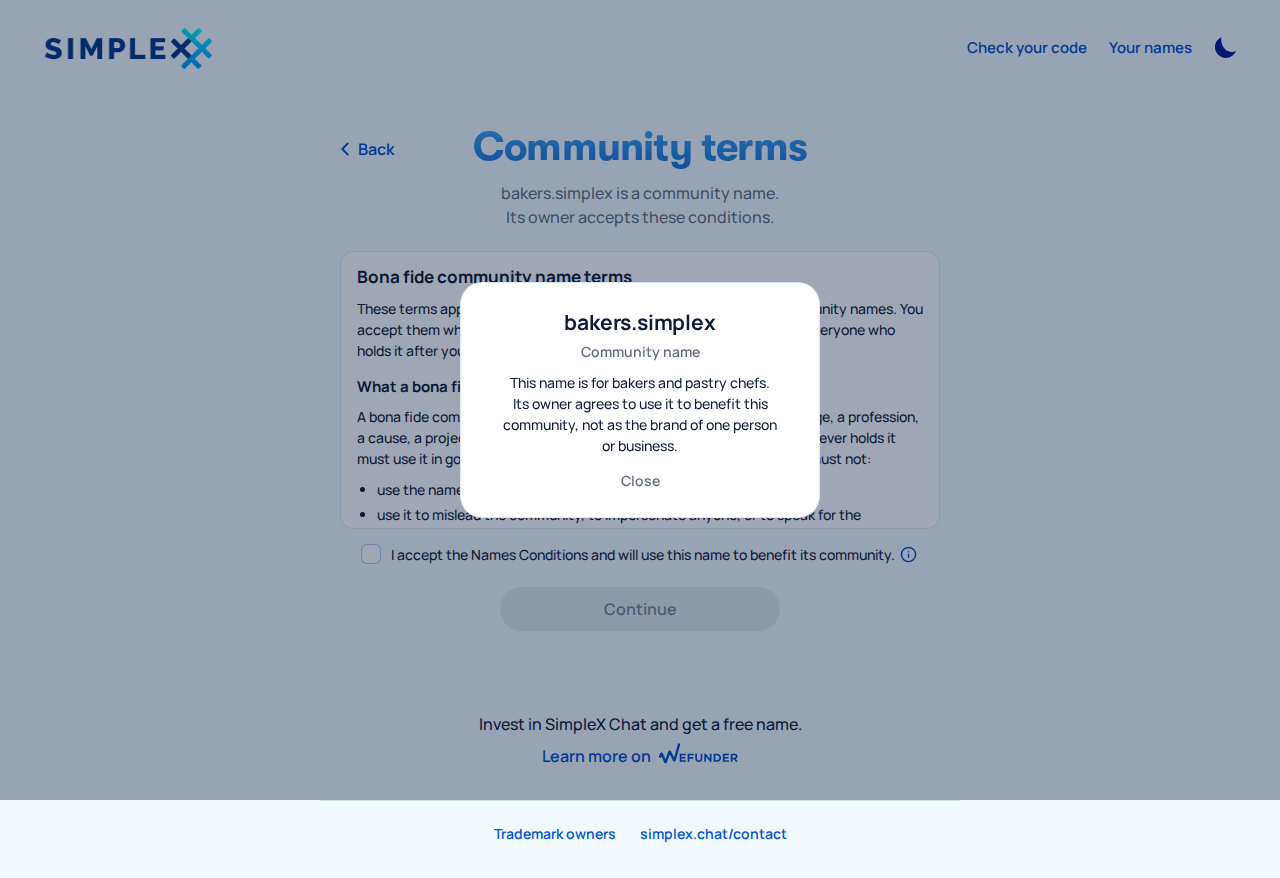 SIMPLEX
Check your code
Your names
Back
Community terms
bakers.simplex is a community name.
Its owner accepts these conditions.
Bona fide community name terms
These terms app
unity names. You
accept them wh
eryone who
holds it after you
What a bona fi
A bona fide com
ge, a profession,
a cause, a projec
ever holds it
must use it in go
ust not:
use the name
use it to mislead the community, to impersonate anyone, or to speak for the
bakers.simplex
Community name
This name is for bakers and pastry chefs.
Its owner agrees to use it to benefit this
community, not as the brand of one person
or business.
Close
I accept the Names Conditions and will use this name to benefit its community.
Continue
Invest in SimpleX Chat and get a free name.
Learn more on WEFUNDER
Trademark owners
simplex.chat/contact